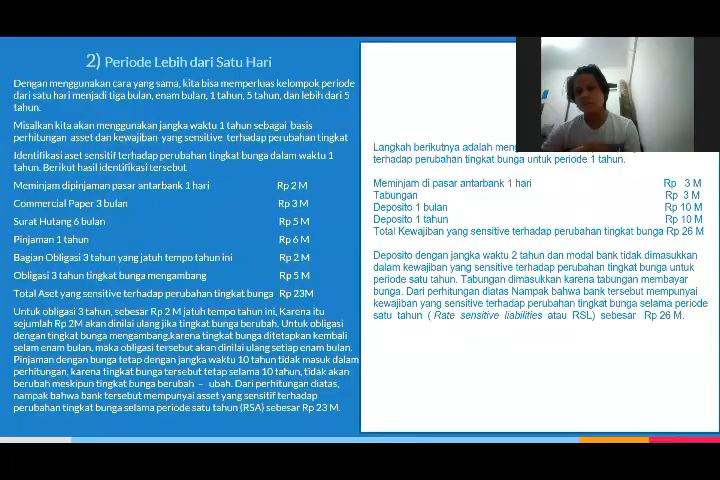 2) Periode Lebih dari Satu Hari
Dengan menggunakan cara yang sama, kita bisa memperluas kelompok periode
dari satu hari menjadi tiga bulan, enam bulan, 1 tahun, 5 tahun, dan lebih dari 5
tahun.
Misalkan kita akan menggunakan jangka waktu 1 tahun sebagai basis
perhitungan asset dan kewajiban yang sensitive terhadap perubahan tingkat
Identifikasi aset sensitif terhadap perubahan tingkat bunga dalam waktu 1
tahun. Berikut hasil identifikasi tersebut
Meminjam dipinjaman pasar antarbank 1 hari Rp 2 M
Commercial Paper 3 bulan Rp 3 M
Surat Hutang 6 bulan Rp 5 M
Pinjaman 1 tahun Rp 6 M
Bagian Obligasi 3 tahun yang jatuh tempo tahun ini Rp 2 M
Obligasi 3 tahun tingkat bunga mengambang Rp 5 M
Total Aset yang sensitive terhadap perubahan tingkat bunga Rp 23M
Untuk obligasi 3 tahun, sebesar Rp 2 M jatuh tempo tahun ini, Karena itu
sejumlah Rp 2M akan dinilai ulang jika tingkat bunga berubah. Untuk obligasi
dengan tingkat bunga mengambang,karena tingkat bunga ditetapkan kembali
selam enam bulan, maka obligasi tersebut akan dinilai ulang setiap enam bulan.
Pinjaman dengan bunga tetap dengan jangka waktu 10 tahun tidak masuk dalam
perhitungan, karena tingkat bunga tersebut tetap selama 10 tahun, tidak akan
berubah meskipun tingkat bunga berubah – ubah. Dari perhitungan diatas,
nampak bahwa bank tersebut mempunyai asset yang sensitif terhadap
perubahan tingkat bunga selama periode satu tahun (RSA) sebesar Rp 23 M.
Langkah berikutnya adalah
terhadap perubahan tingkat bunga untuk periode 1 tahun.
Meminjam di pasar antarbank 1 hari Rp 3 M
Tabungan Rp 3 M
Deposito 1 bulan Rp 10 M
Deposito 1 tahun Rp 10 M
Total Kewajiban yang sensitive terhadap perubahan tingkat bunga Rp 26 M
Deposito dengan jangka waktu 2 tahun dan modal bank tidak dimasukkan
dalam kewajiban yang sensitive terhadap perubahan tingkat bunga untuk
periode satu tahun. Tabungan dimasukkan karena tabungan membayar
bunga. Dari perhitungan diatas Nampak bahwa bank tersebut mempunyai
kewajiban yang sensitive terhadap perubahan tingkat bunga selama periode
satu tahun ( Rate sensitive liabilities atau RSL) sebesar Rp 26 M.